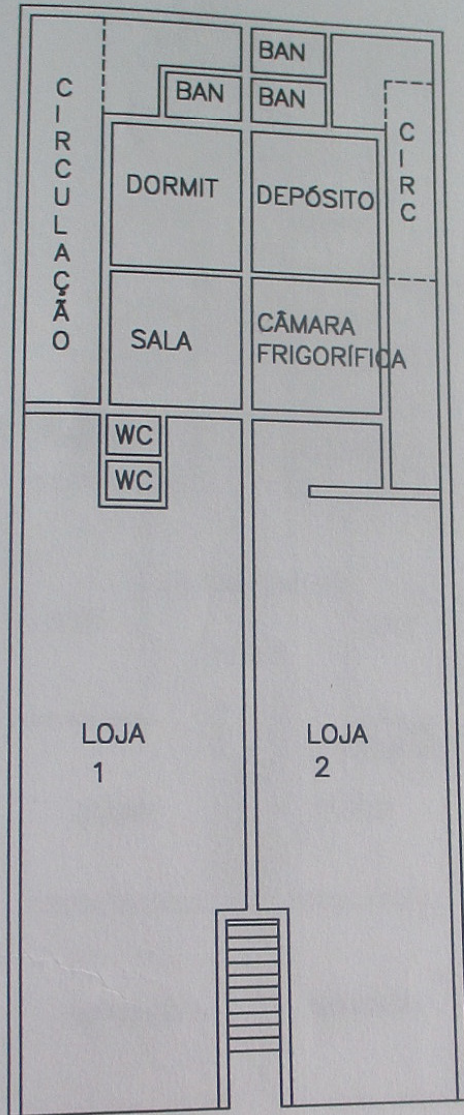 BAN
BAN
BAN
CIRCULAÇÃO
CIRC
DORMIT
DEPÓSITO
SALA
CÂMARA
FRIGORÍFICA
WC
WC
LOJA
1
LOJA
2